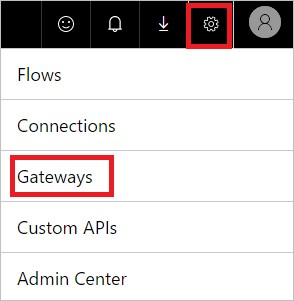 Flows
Connections
Gateways
Custom APIs
Admin Center